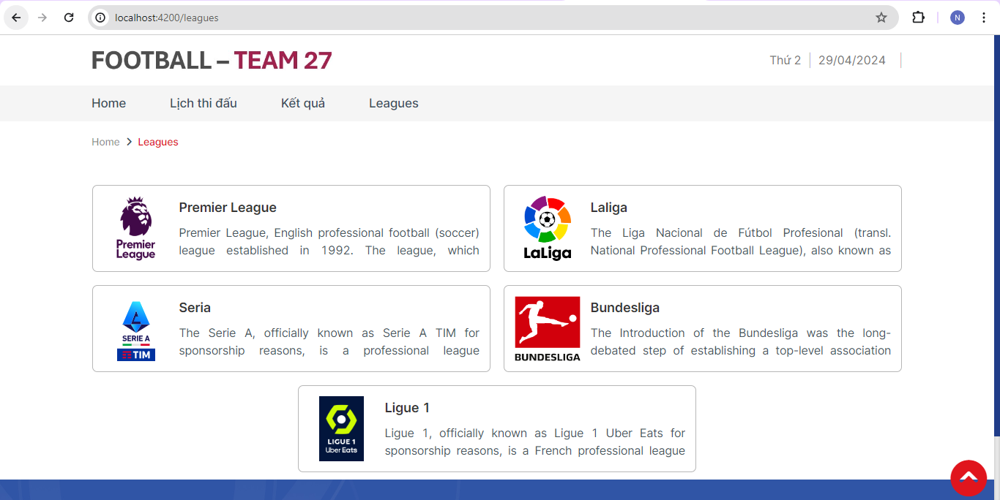 localhost:4200/leagues
N
FOOTBALL – TEAM 27
Thứ 2
29/04/2024
Home
Lịch thi đấu
Kết quả
Leagues
Home
Leagues
Premier
League
Premier League
Premier League, English professional football (soccer)
league established in 1992. The league, which
LaLiga
Laliga
The Liga Nacional de Fútbol Profesional (transl.
National Professional Football League), also known as
SERIE A
TIM
Seria
The Serie A, officially known as Serie A TIM for
sponsorship reasons, is a professional league
BUNDESLIGA
Bundesliga
The Introduction of the Bundesliga was the long-
debated step of establishing a top-level association
LIGUE 1
Uber Eats
Ligue 1
Ligue 1, officially known as Ligue 1 Uber Eats for
sponsorship reasons, is a French professional league